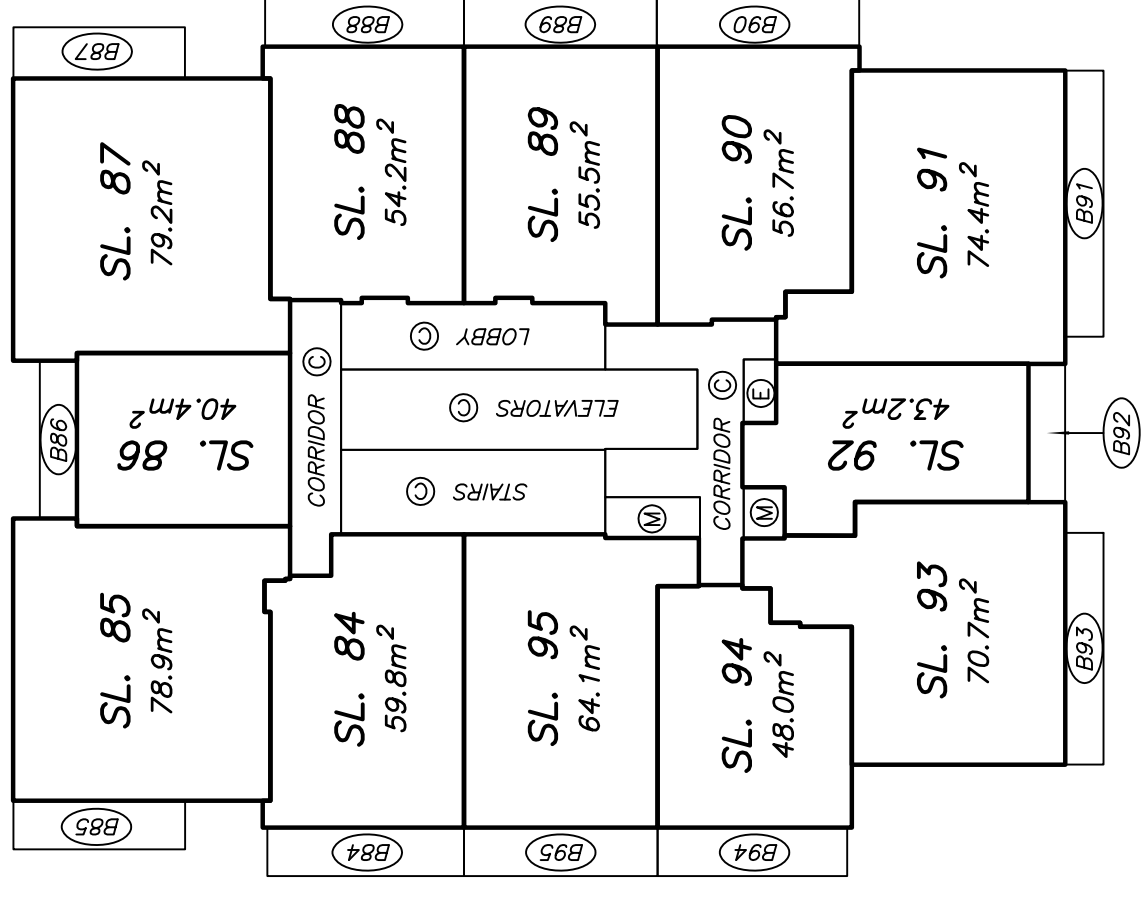 B87
B88
B89
B90
SL. 87
79.2m²
SL. 88
54.2m²
SL. 89
55.5m²
SL. 90
56.7m²
SL. 91
74.4m²
B91
LOBBY C
CORRIDOR C
ELEVATORS C
STAIRS C
CORRIDOR C
E
M
M
B86
SL. 86
40.4m²
SL. 92
43.2m²
B92
SL. 85
78.9m²
SL. 84
59.8m²
SL. 95
64.1m²
SL. 94
48.0m²
SL. 93
70.7m²
B93
B85
B84
B95
B94